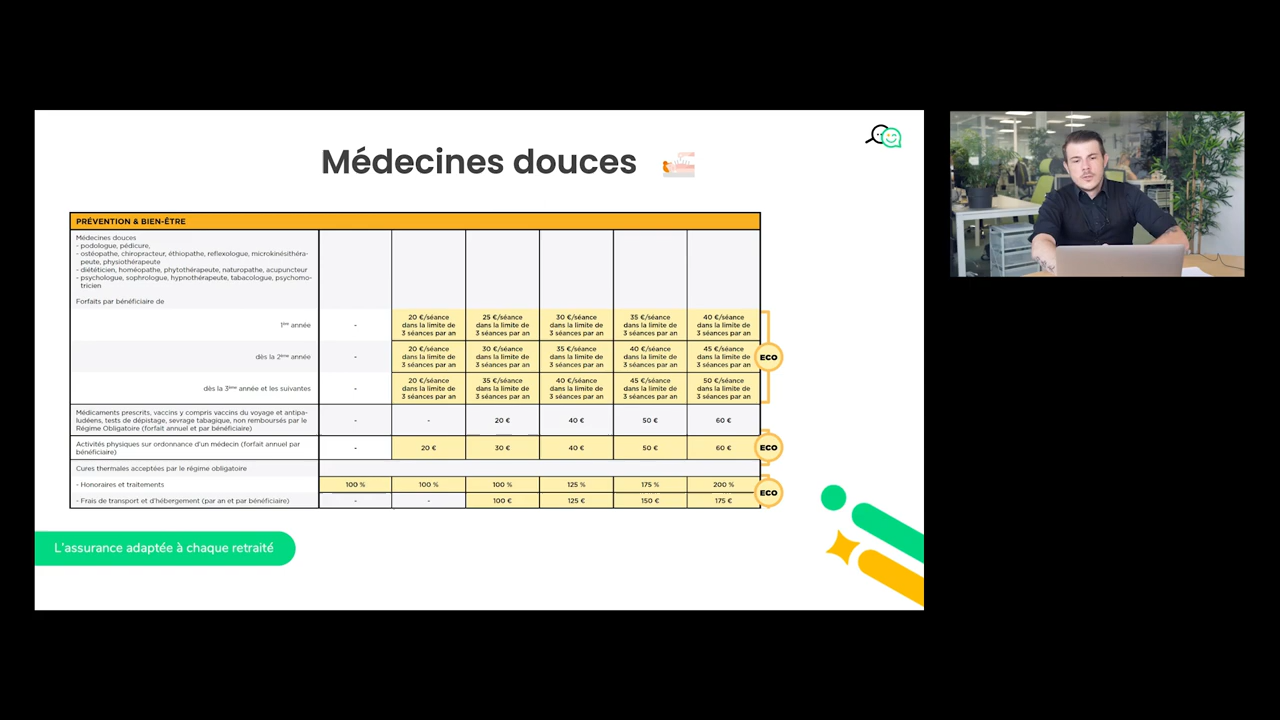 Médecines douces
PRÉVENTION & BIEN-ÊTRE
Médecines douces
- podologue, pédicure,
- ostéopathe, chiropracteur, éthiopathe, reflexologue, microkinésithéra-
peute, physiothérapeute
- diététicien, homéopathe, phytothérapeute, naturopathe, acupuncteur
- psychologue, sophrologue, hypnothérapeute, tabacologue, psychomo-
tricien
Forfaits par bénéficiaire de
20 €/séance 25 €/séance 30 €/séance 35 €/séance 40 €/séance
1ère année - dans la limite de dans la limite de dans la limite de dans la limite de dans la limite de
3 séances par an 3 séances par an 3 séances par an 3 séances par an 3 séances par an
20 €/séance 30 €/séance 35 €/séance 40 €/séance 45 €/séance
dès la 2ème année - dans la limite de dans la limite de dans la limite de dans la limite de dans la limite de ECO
3 séances par an 3 séances par an 3 séances par an 3 séances par an 3 séances par an
20 €/séance 35 €/séance 40 €/séance 45 €/séance 50 €/séance
dès la 3ème année et les suivantes - dans la limite de dans la limite de dans la limite de dans la limite de dans la limite de
3 séances par an 3 séances par an 3 séances par an 3 séances par an 3 séances par an
Médicaments prescrits, vaccins y compris vaccins du voyage et antipa-
ludéens, tests de dépistage, sevrage tabagique, non remboursés par le - - 20 € 40 € 50 € 60 €
Régime Obligatoire (forfait annuel et par bénéficiaire)
Activités physiques sur ordonnance d'un médecin (forfait annuel par - 20 € 30 € 40 € 50 € 60 € ECO
bénéficiaire)
Cures thermales acceptées par le régime obligatoire
- Honoraires et traitements 100 % 100 % 100 % 125 % 175 % 200 % ECO
- Frais de transport et d'hébergement (par an et par bénéficiaire) - - 100 € 125 € 150 € 175 €
L'assurance adaptée à chaque retraité